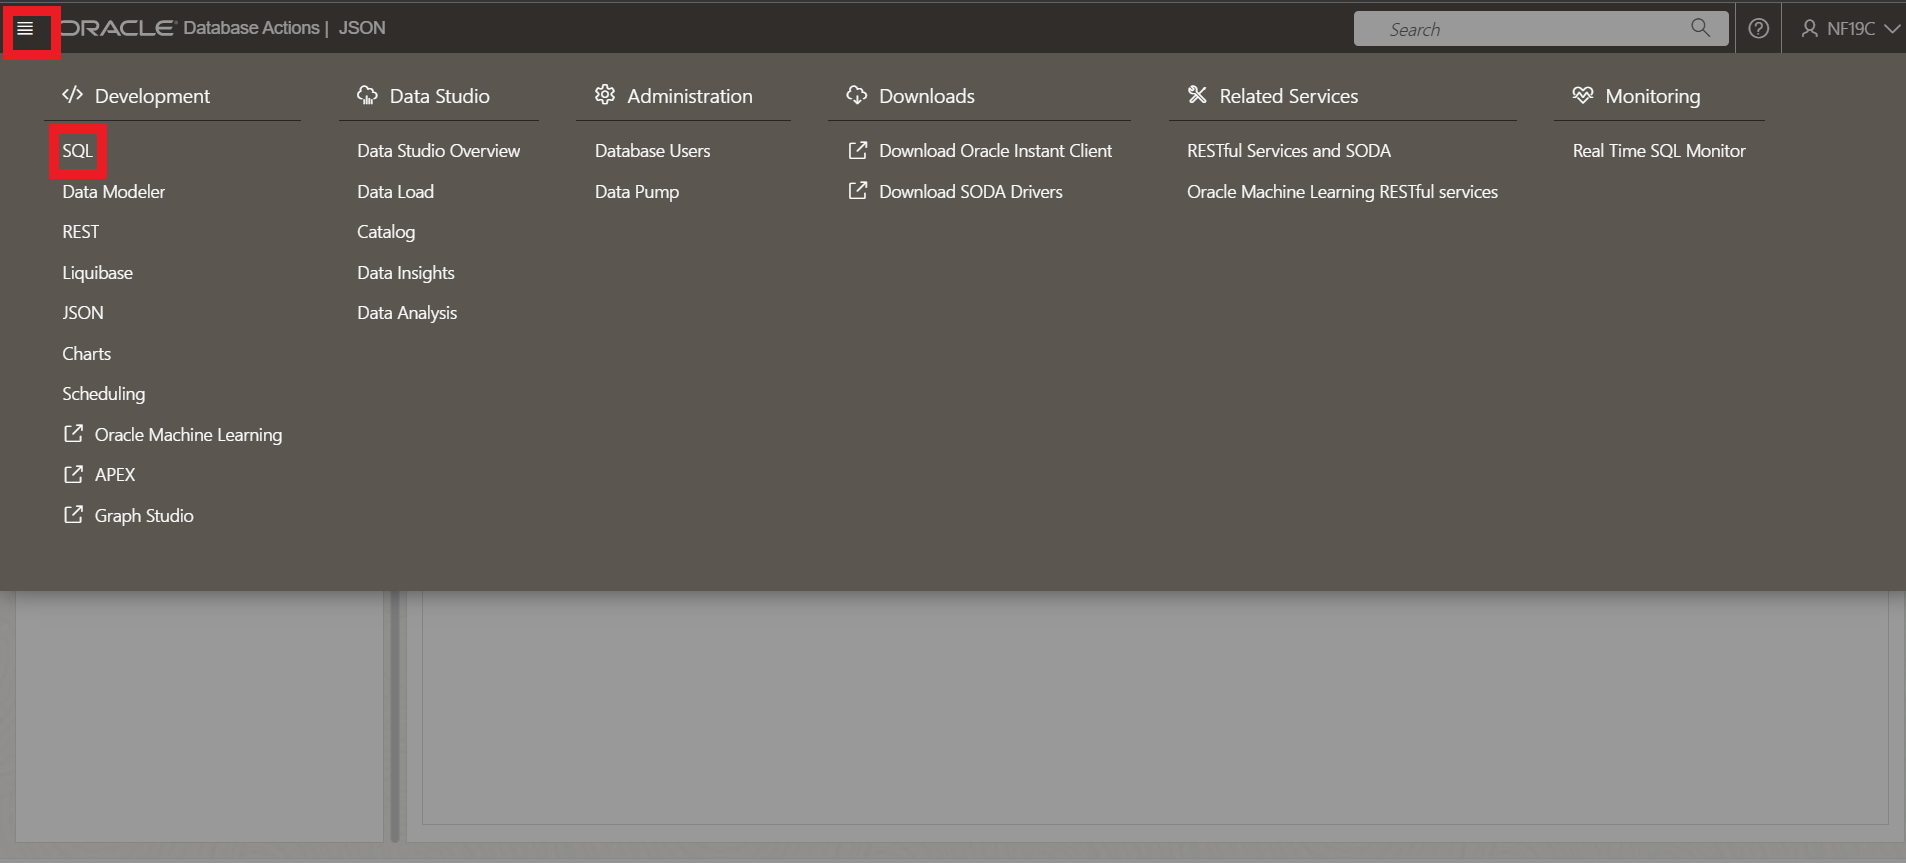 ORACLE® Database Actions | JSON
Search
NF19C
Development
SQL
Data Modeler
REST
Liquibase
JSON
Charts
Scheduling
Oracle Machine Learning
APEX
Graph Studio
Data Studio
Data Studio Overview
Data Load
Catalog
Data Insights
Data Analysis
Administration
Database Users
Data Pump
Downloads
Download Oracle Instant Client
Download SODA Drivers
Related Services
RESTful Services and SODA
Oracle Machine Learning RESTful services
Monitoring
Real Time SQL Monitor